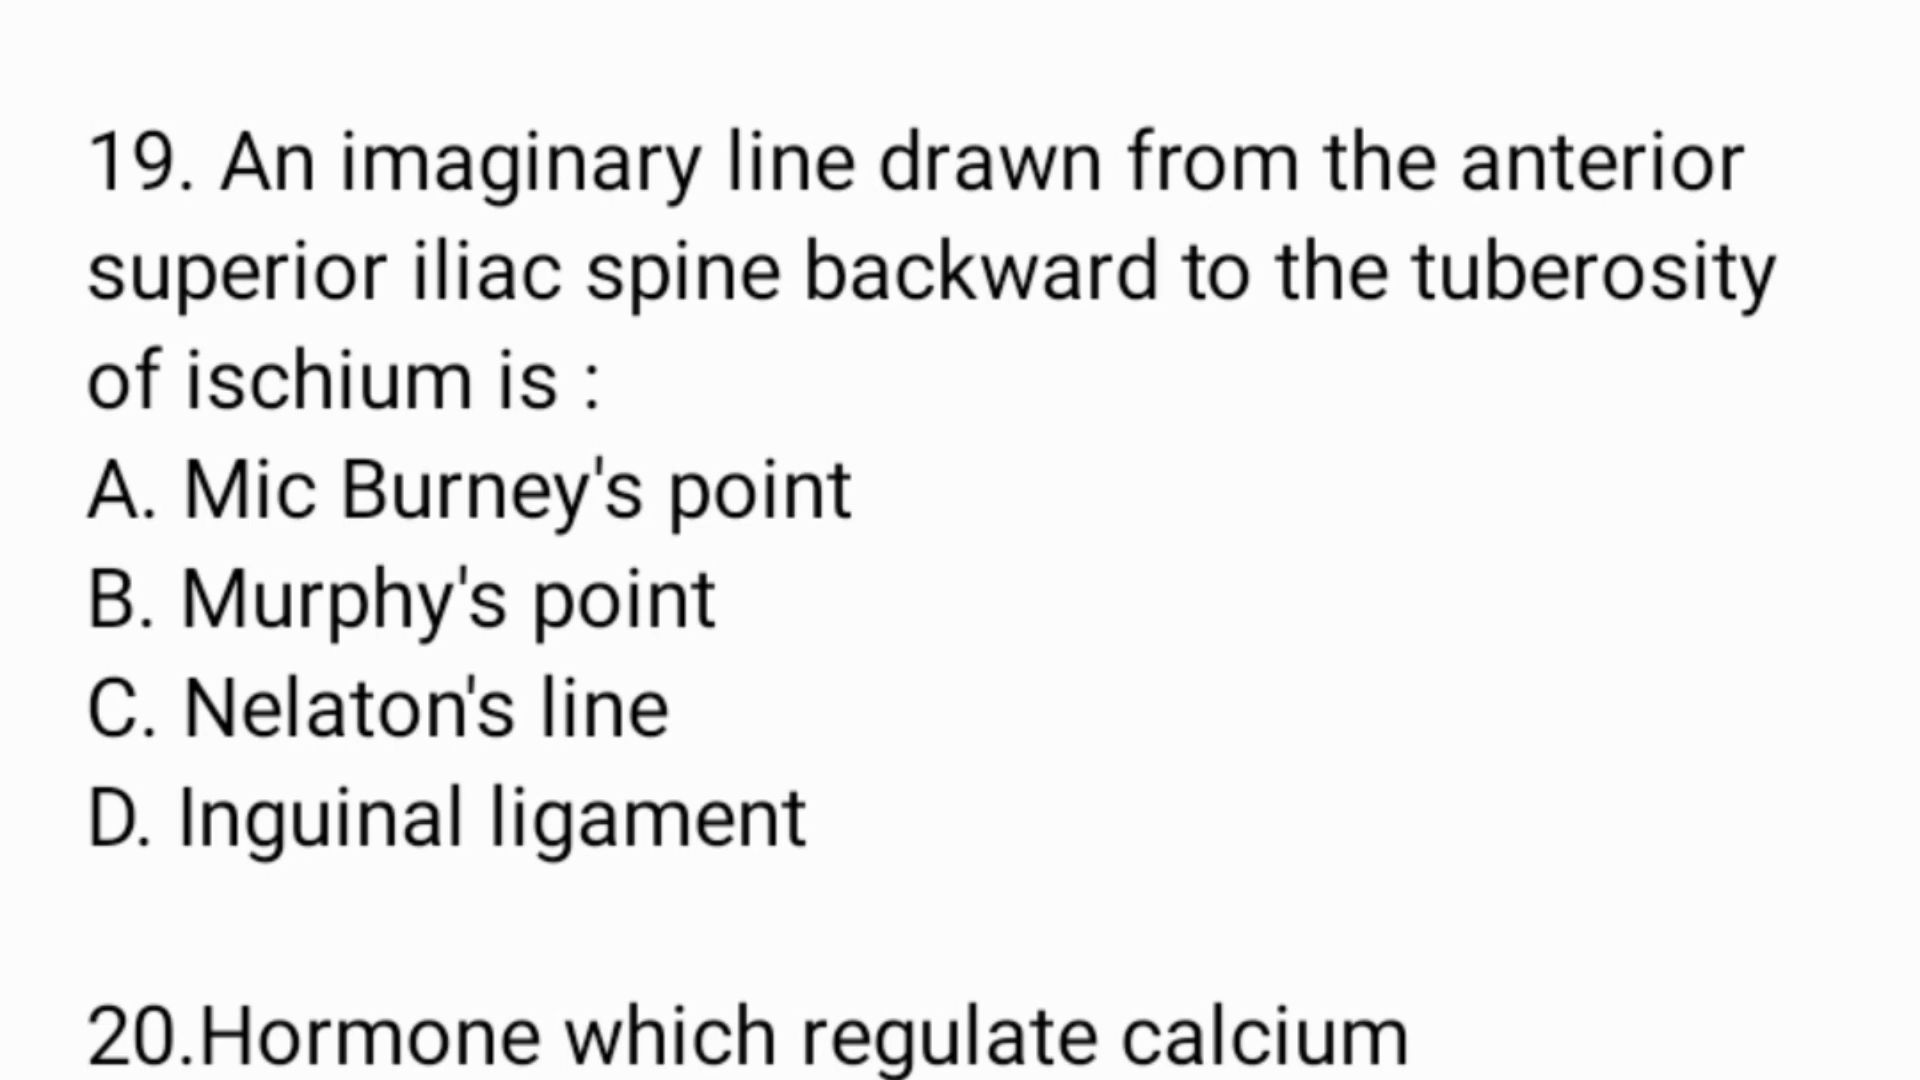 19. An imaginary line drawn from the anterior
superior iliac spine backward to the tuberosity
of ischium is :
A. Mic Burney's point
B. Murphy's point
C. Nelaton's line
D. Inguinal ligament
20.Hormone which regulate calcium